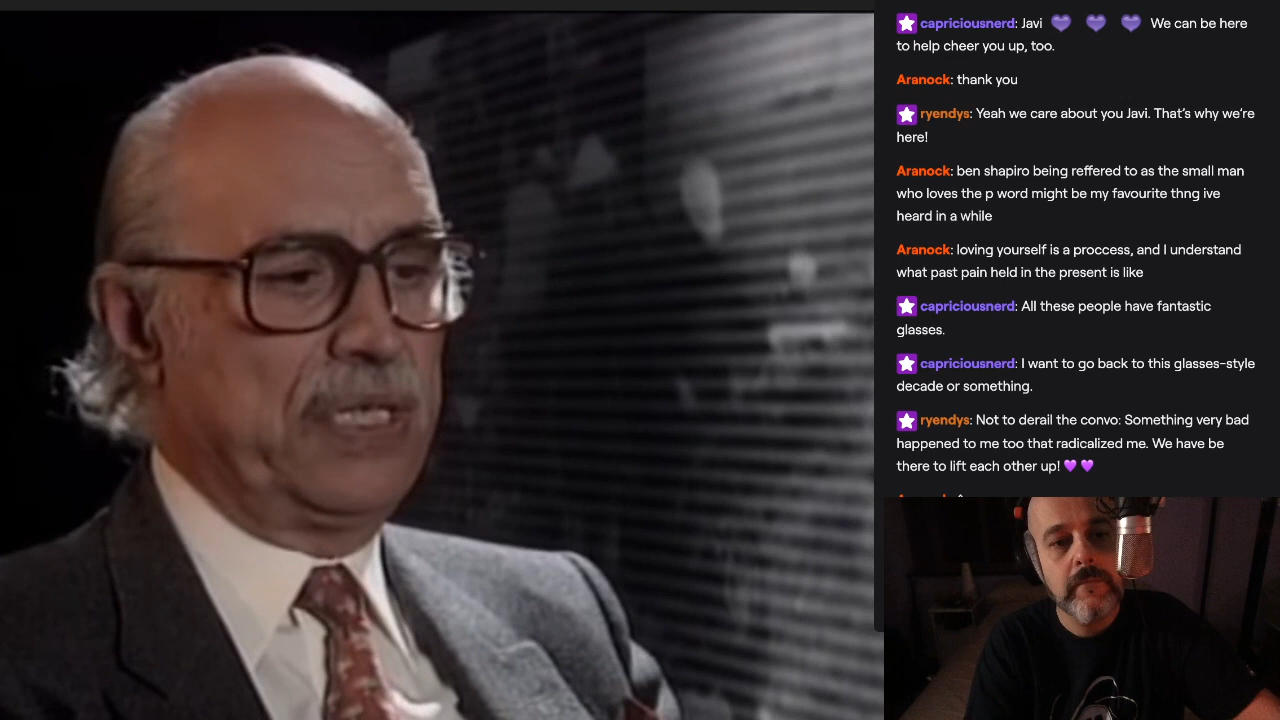 capriciousnerd: Javi 💜 💜 💜 We can be here
to help cheer you up, too.
Aranock: thank you
ryendys: Yeah we care about you Javi. That's why we're
here!
Aranock: ben shapiro being reffered to as the small man
who loves the p word might be my favourite thng ive
heard in a while
Aranock: loving yourself is a proccess, and I understand
what past pain held in the present is like
capriciousnerd: All these people have fantastic
glasses.
capriciousnerd: I want to go back to this glasses-style
decade or something.
ryendys: Not to derail the convo: Something very bad
happened to me too that radicalized me. We have be
there to lift each other up! 💜💜